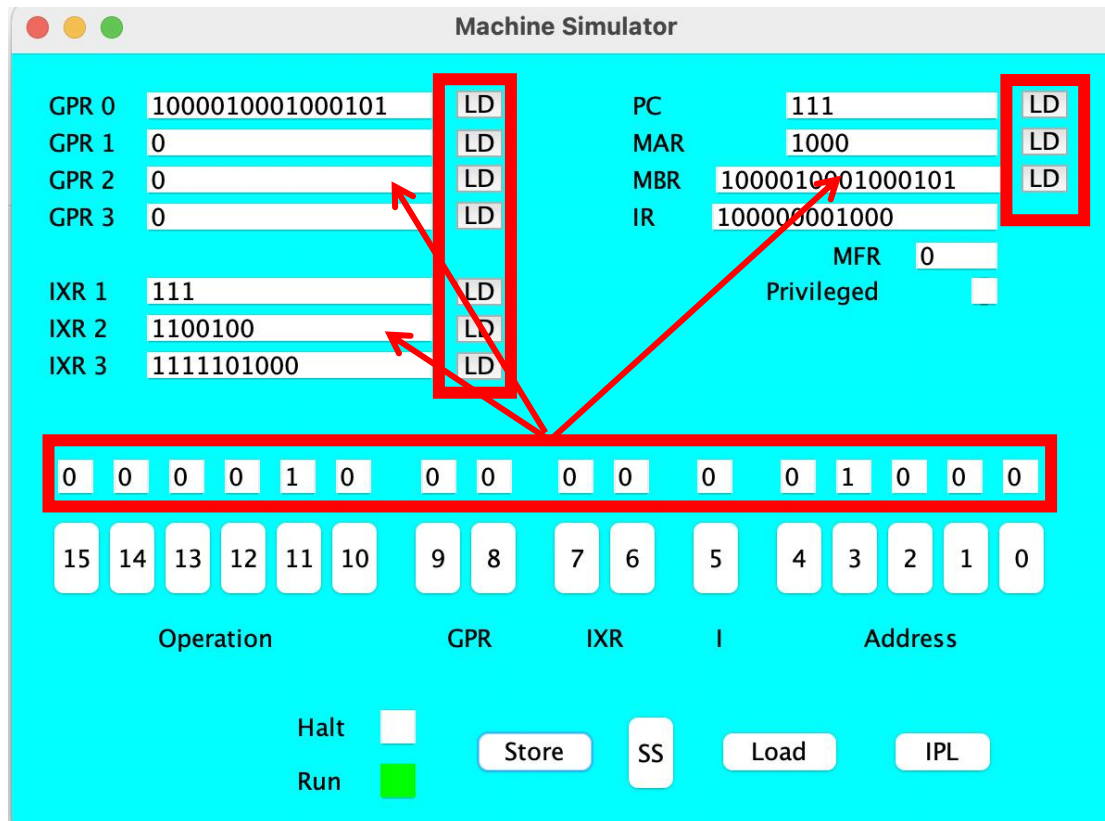 Machine Simulator
GPR 0 1000010001000101 LD PC 111 LD
GPR 1 0 LD MAR 1000 LD
GPR 2 0 LD MBR 1000010001000101 LD
GPR 3 0 LD IR 100000001000
MFR 0
IXR 1 111 LD Privileged
IXR 2 1100100 LD
IXR 3 1111101000 LD
0 0 0 0 1 0 0 0 0 0 0 0 1 0 0 0
15 14 13 12 11 10 9 8 7 6 5 4 3 2 1 0
Operation GPR IXR I Address
Halt
Store SS Load IPL
Run